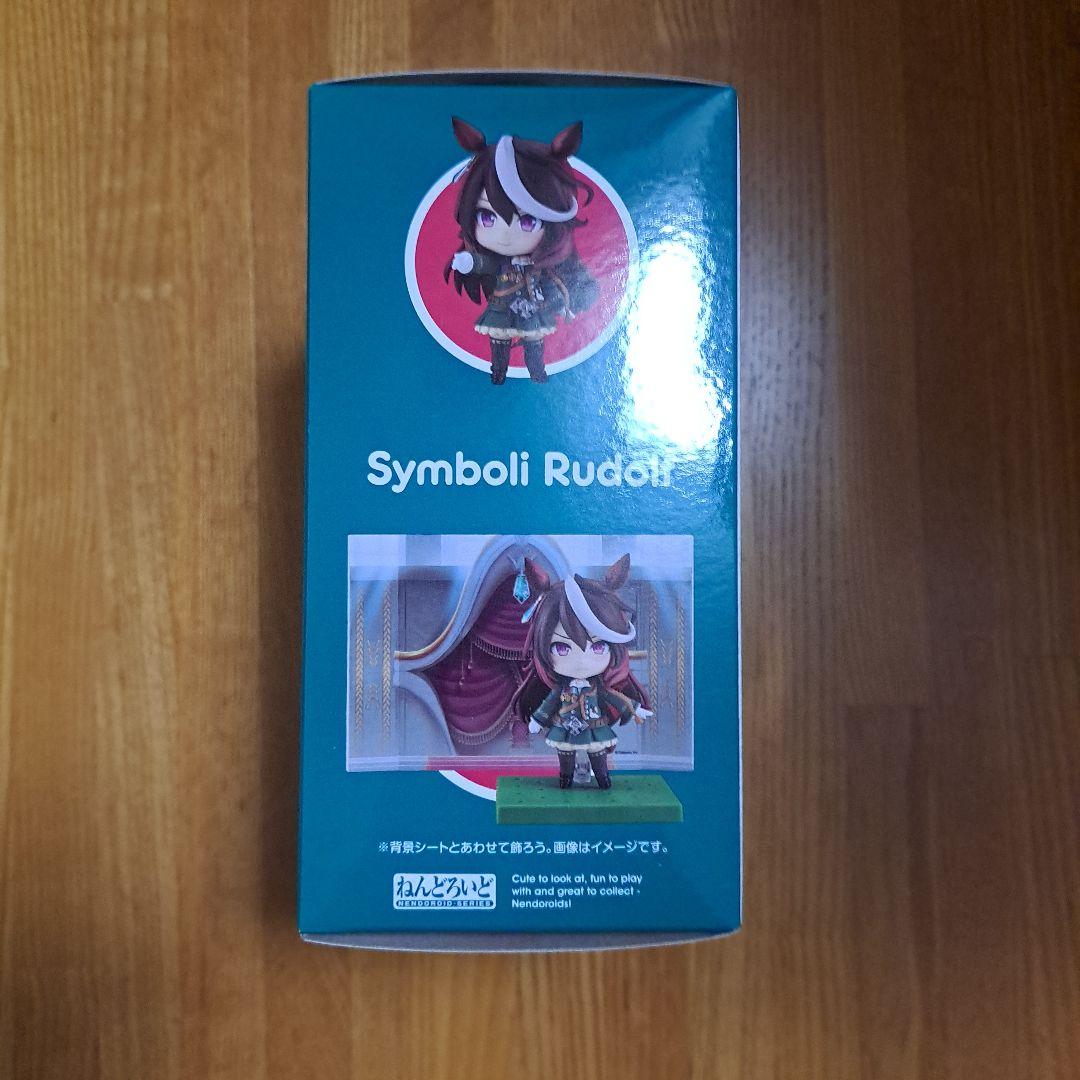 Symboli Rudolf
※背景シートとあわせて飾ろう。画像はイメージです。
ねんどろいど
NENDOROID SERIES
Cute to look at, fun to play
with and great to collect -
Nendoroids!